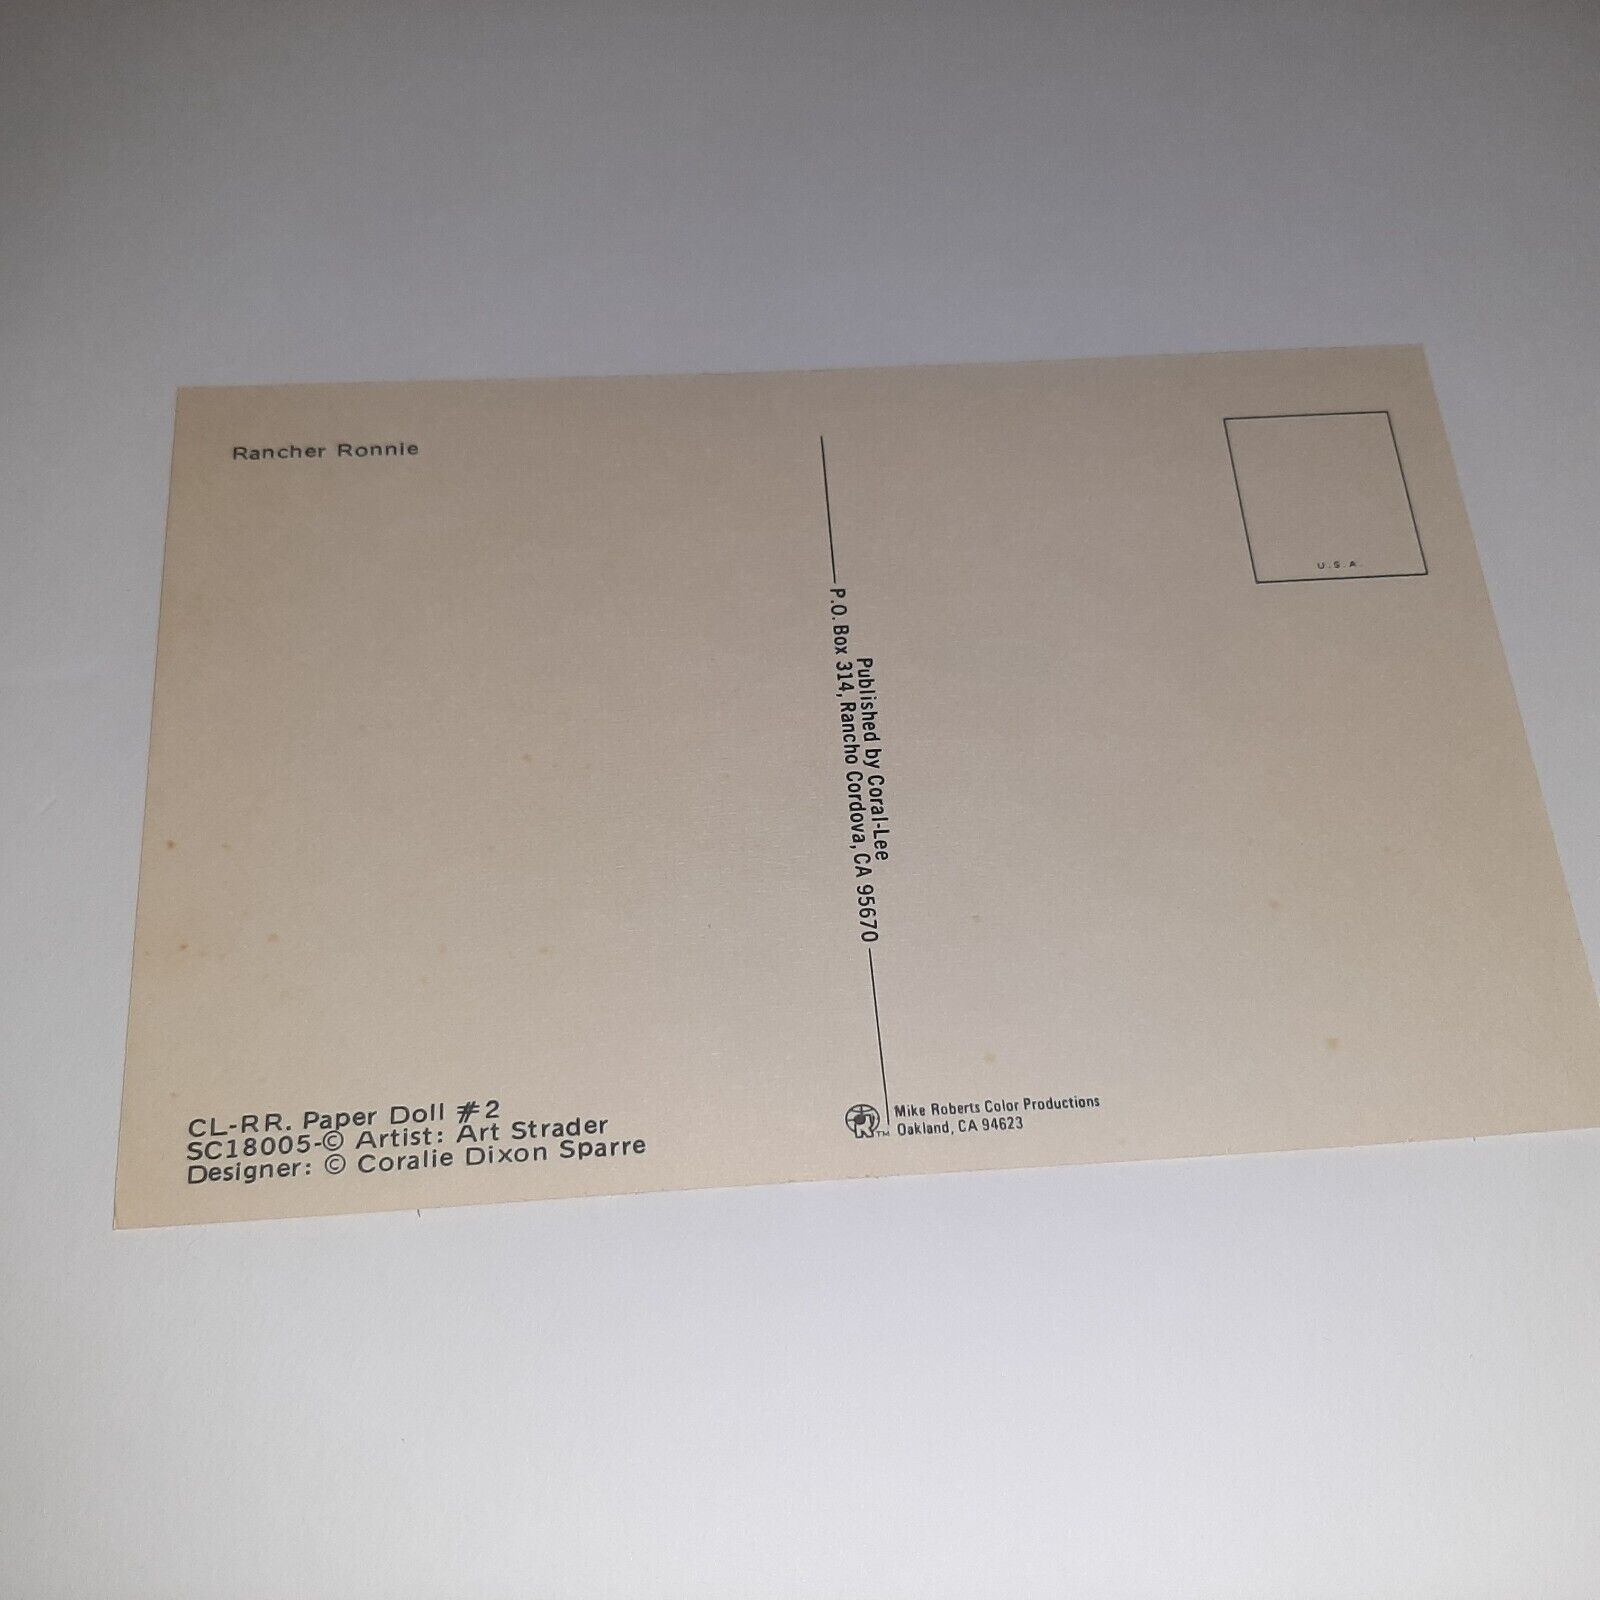 Rancher Ronnie
U.S.A.
Published by Coral-Lee
P.O. Box 314, Rancho Cordova, CA 95670
CL-RR. Paper Doll #2
SC18005-© Artist: Art Strader
Designer: © Coralie Dixon Sparre
R TM
Mike Roberts Color Productions
Oakland, CA 94623